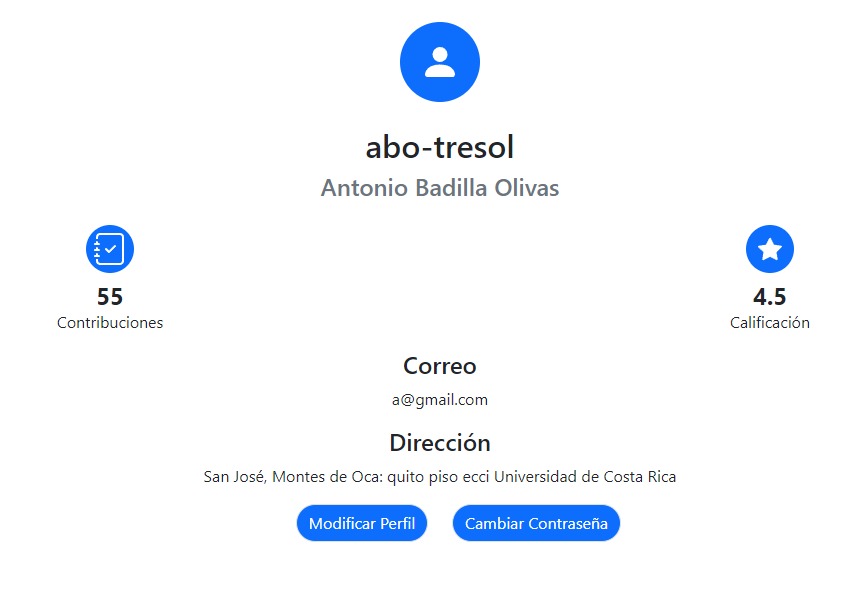 abo-tresol
Antonio Badilla Olivas
55
Contribuciones
4.5
Calificación
Correo
a@gmail.com
Dirección
San José, Montes de Oca: quito piso ecci Universidad de Costa Rica
Modificar Perfil
Cambiar Contraseña